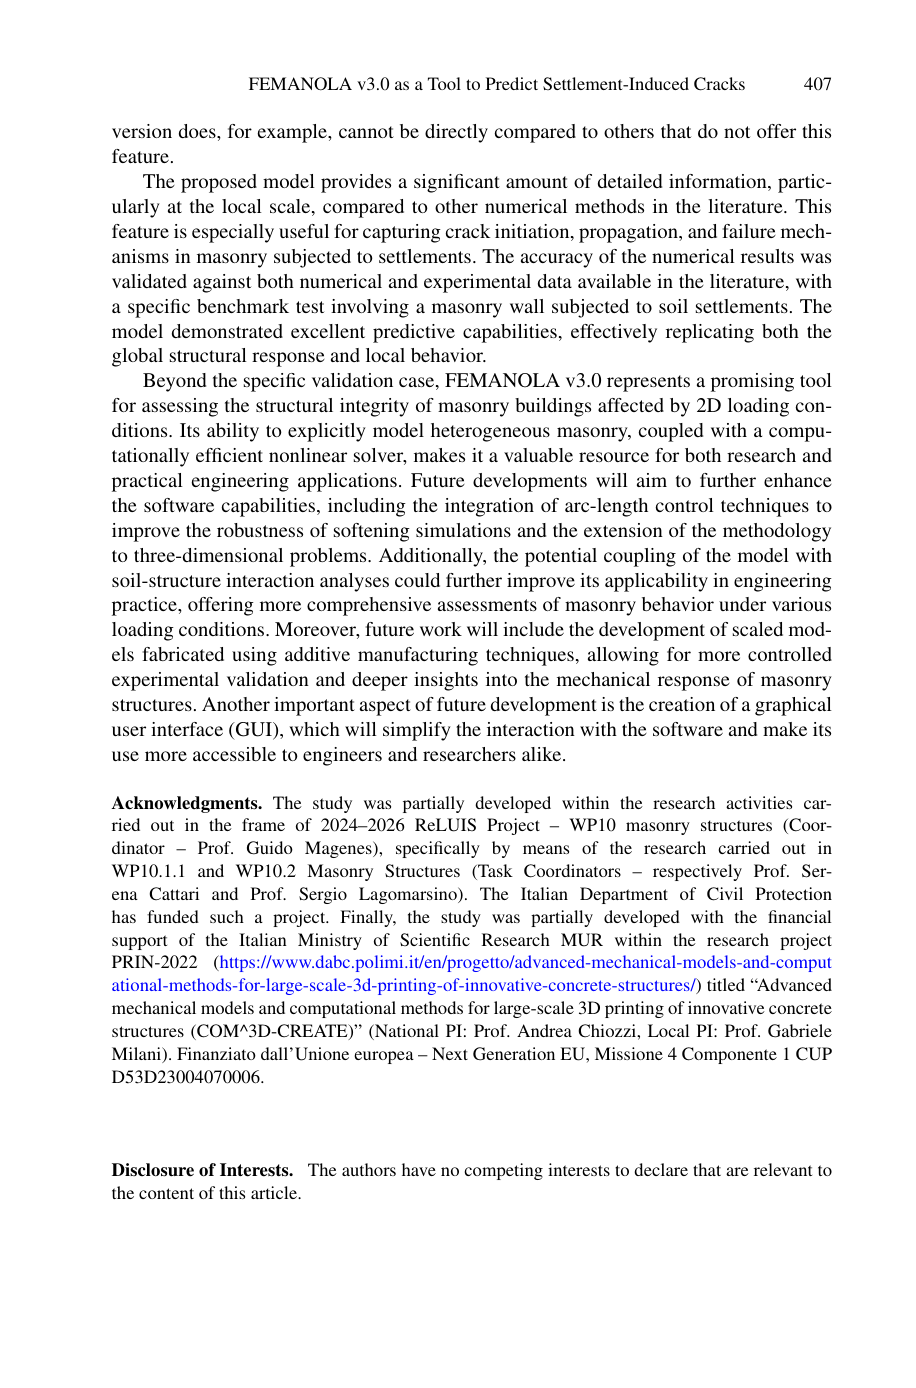 FEMANOLA v3.0 as a Tool to Predict Settlement-Induced Cracks 407
version does, for example, cannot be directly compared to others that do not offer this
feature.
The proposed model provides a significant amount of detailed information, partic-
ularly at the local scale, compared to other numerical methods in the literature. This
feature is especially useful for capturing crack initiation, propagation, and failure mech-
anisms in masonry subjected to settlements. The accuracy of the numerical results was
validated against both numerical and experimental data available in the literature, with
a specific benchmark test involving a masonry wall subjected to soil settlements. The
model demonstrated excellent predictive capabilities, effectively replicating both the
global structural response and local behavior.
Beyond the specific validation case, FEMANOLA v3.0 represents a promising tool
for assessing the structural integrity of masonry buildings affected by 2D loading con-
ditions. Its ability to explicitly model heterogeneous masonry, coupled with a compu-
tationally efficient nonlinear solver, makes it a valuable resource for both research and
practical engineering applications. Future developments will aim to further enhance
the software capabilities, including the integration of arc-length control techniques to
improve the robustness of softening simulations and the extension of the methodology
to three-dimensional problems. Additionally, the potential coupling of the model with
soil-structure interaction analyses could further improve its applicability in engineering
practice, offering more comprehensive assessments of masonry behavior under various
loading conditions. Moreover, future work will include the development of scaled mod-
els fabricated using additive manufacturing techniques, allowing for more controlled
experimental validation and deeper insights into the mechanical response of masonry
structures. Another important aspect of future development is the creation of a graphical
user interface (GUI), which will simplify the interaction with the software and make its
use more accessible to engineers and researchers alike.
Acknowledgments. The study was partially developed within the research activities car-
ried out in the frame of 2024–2026 ReLUIS Project – WP10 masonry structures (Coor-
dinator – Prof. Guido Magenes), specifically by means of the research carried out in
WP10.1.1 and WP10.2 Masonry Structures (Task Coordinators – respectively Prof. Ser-
ena Cattari and Prof. Sergio Lagomarsino). The Italian Department of Civil Protection
has funded such a project. Finally, the study was partially developed with the financial
support of the Italian Ministry of Scientific Research MUR within the research project
PRIN-2022 (https://www.dabc.polimi.it/en/progetto/advanced-mechanical-models-and-comput
ational-methods-for-large-scale-3d-printing-of-innovative-concrete-structures/) titled “Advanced
mechanical models and computational methods for large-scale 3D printing of innovative concrete
structures (COM^3D-CREATE)” (National PI: Prof. Andrea Chiozzi, Local PI: Prof. Gabriele
Milani). Finanziato dall’Unione europea – Next Generation EU, Missione 4 Componente 1 CUP
D53D23004070006.
Disclosure of Interests. The authors have no competing interests to declare that are relevant to
the content of this article.